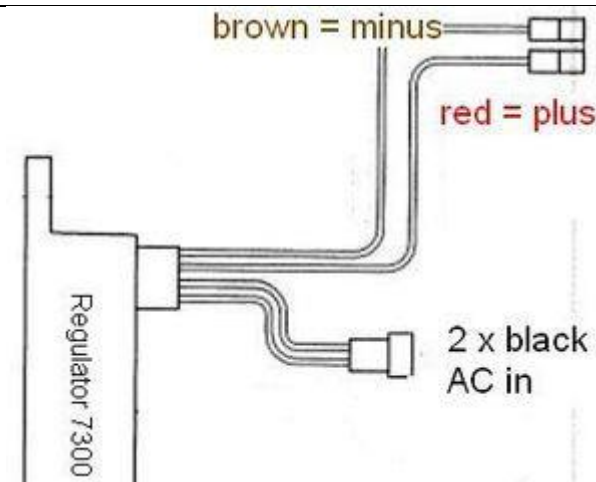 brown = minus
red = plus
2 x black
AC in
Regulator 7300